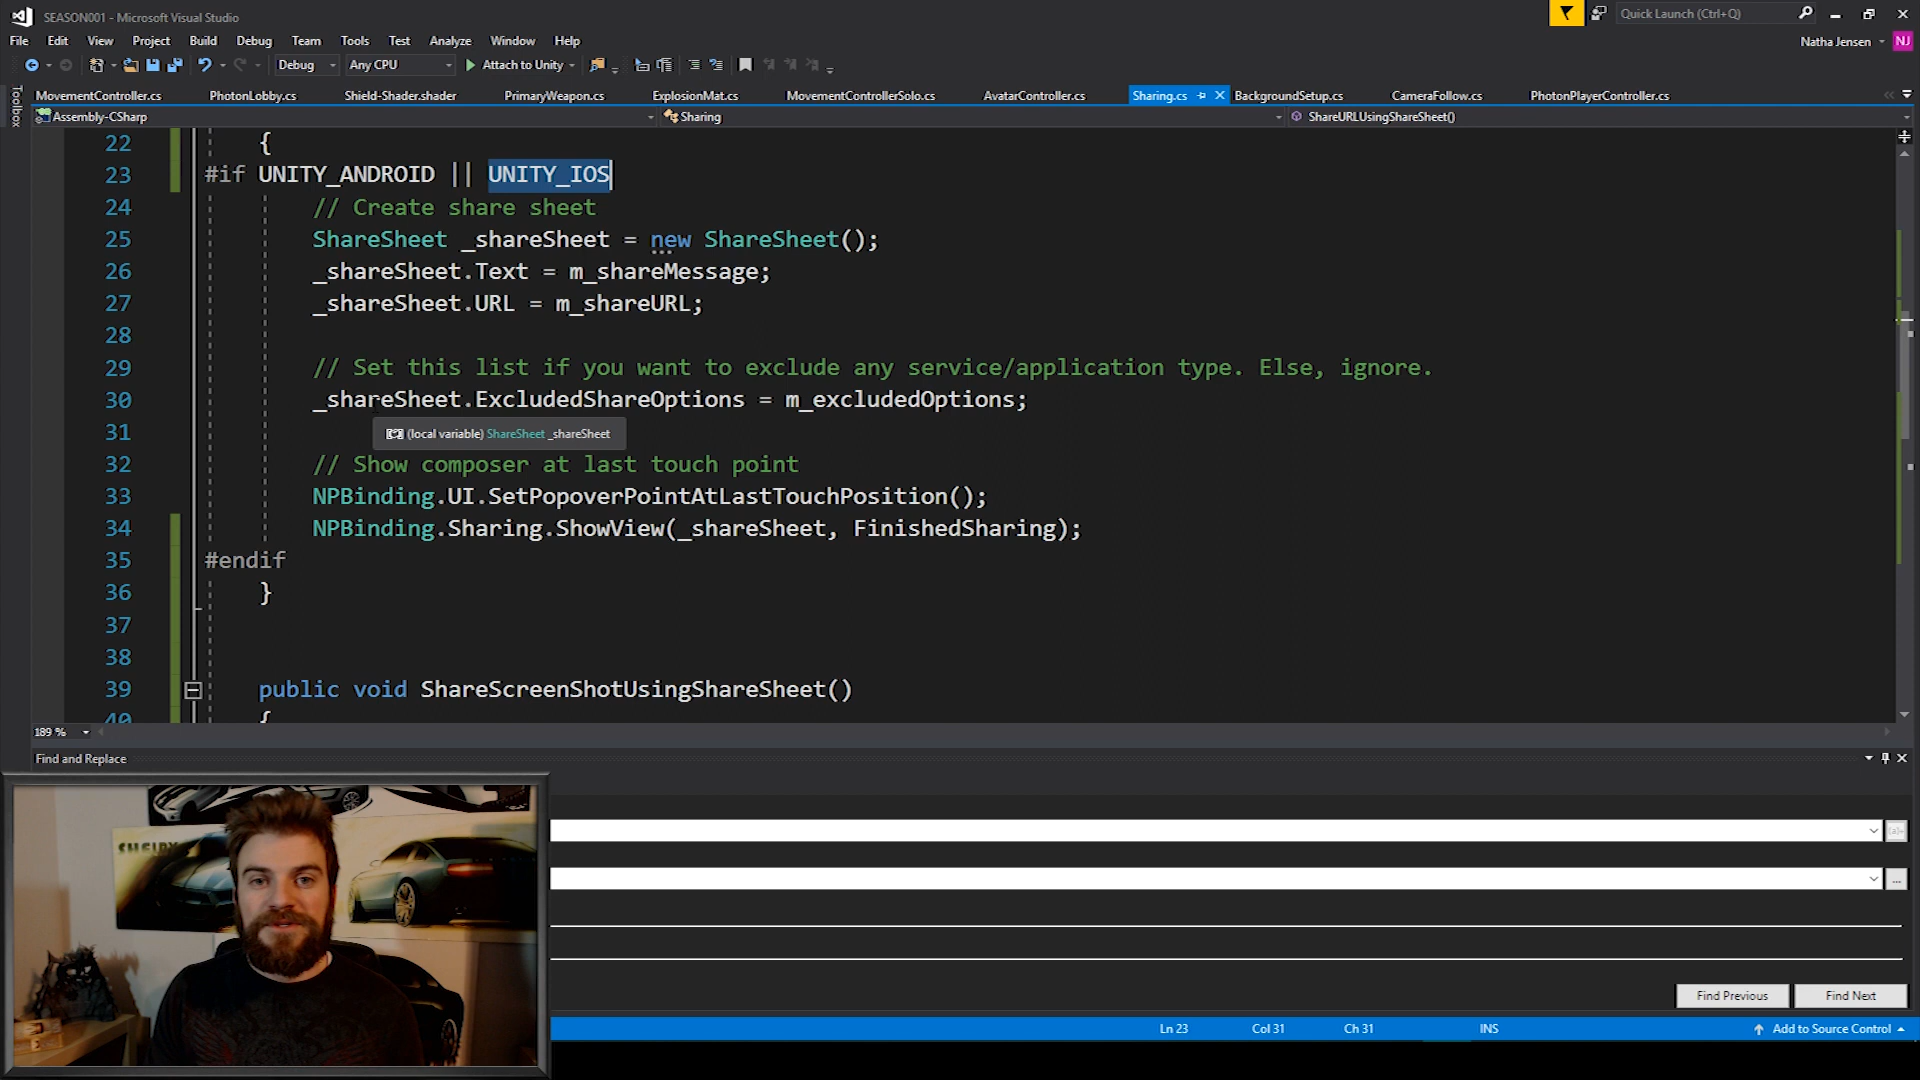 SEASON001 - Microsoft Visual Studio
Quick Launch (Ctrl+Q)
File Edit View Project Build Debug Team Tools Test Analyze Window Help
Natha Jensen NJ
Debug Any CPU Attach to Unity
Toolbox
MovementController.cs PhotonLobby.cs Shield-Shader.shader PrimaryWeapon.cs ExplosionMat.cs MovementControllerSolo.cs AvatarController.cs Sharing.cs BackgroundSetup.cs CameraFollow.cs PhotonPlayerController.cs
Assembly-CSharp Sharing ShareURLUsingShareSheet()
22 {
23 #if UNITY_ANDROID || UNITY_IOS
24 // Create share sheet
25 ShareSheet _shareSheet = new ShareSheet();
26 _shareSheet.Text = m_shareMessage;
27 _shareSheet.URL = m_shareURL;
28
29 // Set this list if you want to exclude any service/application type. Else, ignore.
30 _shareSheet.ExcludedShareOptions = m_excludedOptions;
31 (local variable) ShareSheet _shareSheet
32 // Show composer at last touch point
33 NPBinding.UI.SetPopoverPointAtLastTouchPosition();
34 NPBinding.Sharing.ShowView(_shareSheet, FinishedSharing);
35 #endif
36 }
37
38
39 public void ShareScreenShotUsingShareSheet()
40 {
189 %
Find and Replace
SHELBY
...
Find Previous Find Next
Ln 23 Col 31 Ch 31 INS Add to Source Control